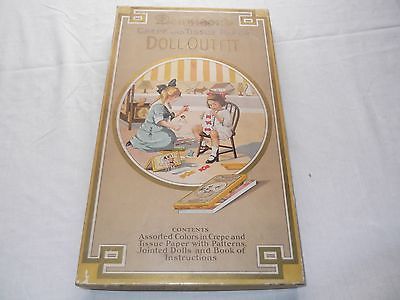 Dennison's
CREPE AND TISSUE PAPER
DOLL OUTFIT
CONTENTS
Assorted Colors in Crepe and
Tissue Paper with Patterns,
Jointed Dolls and Book of
Instructions